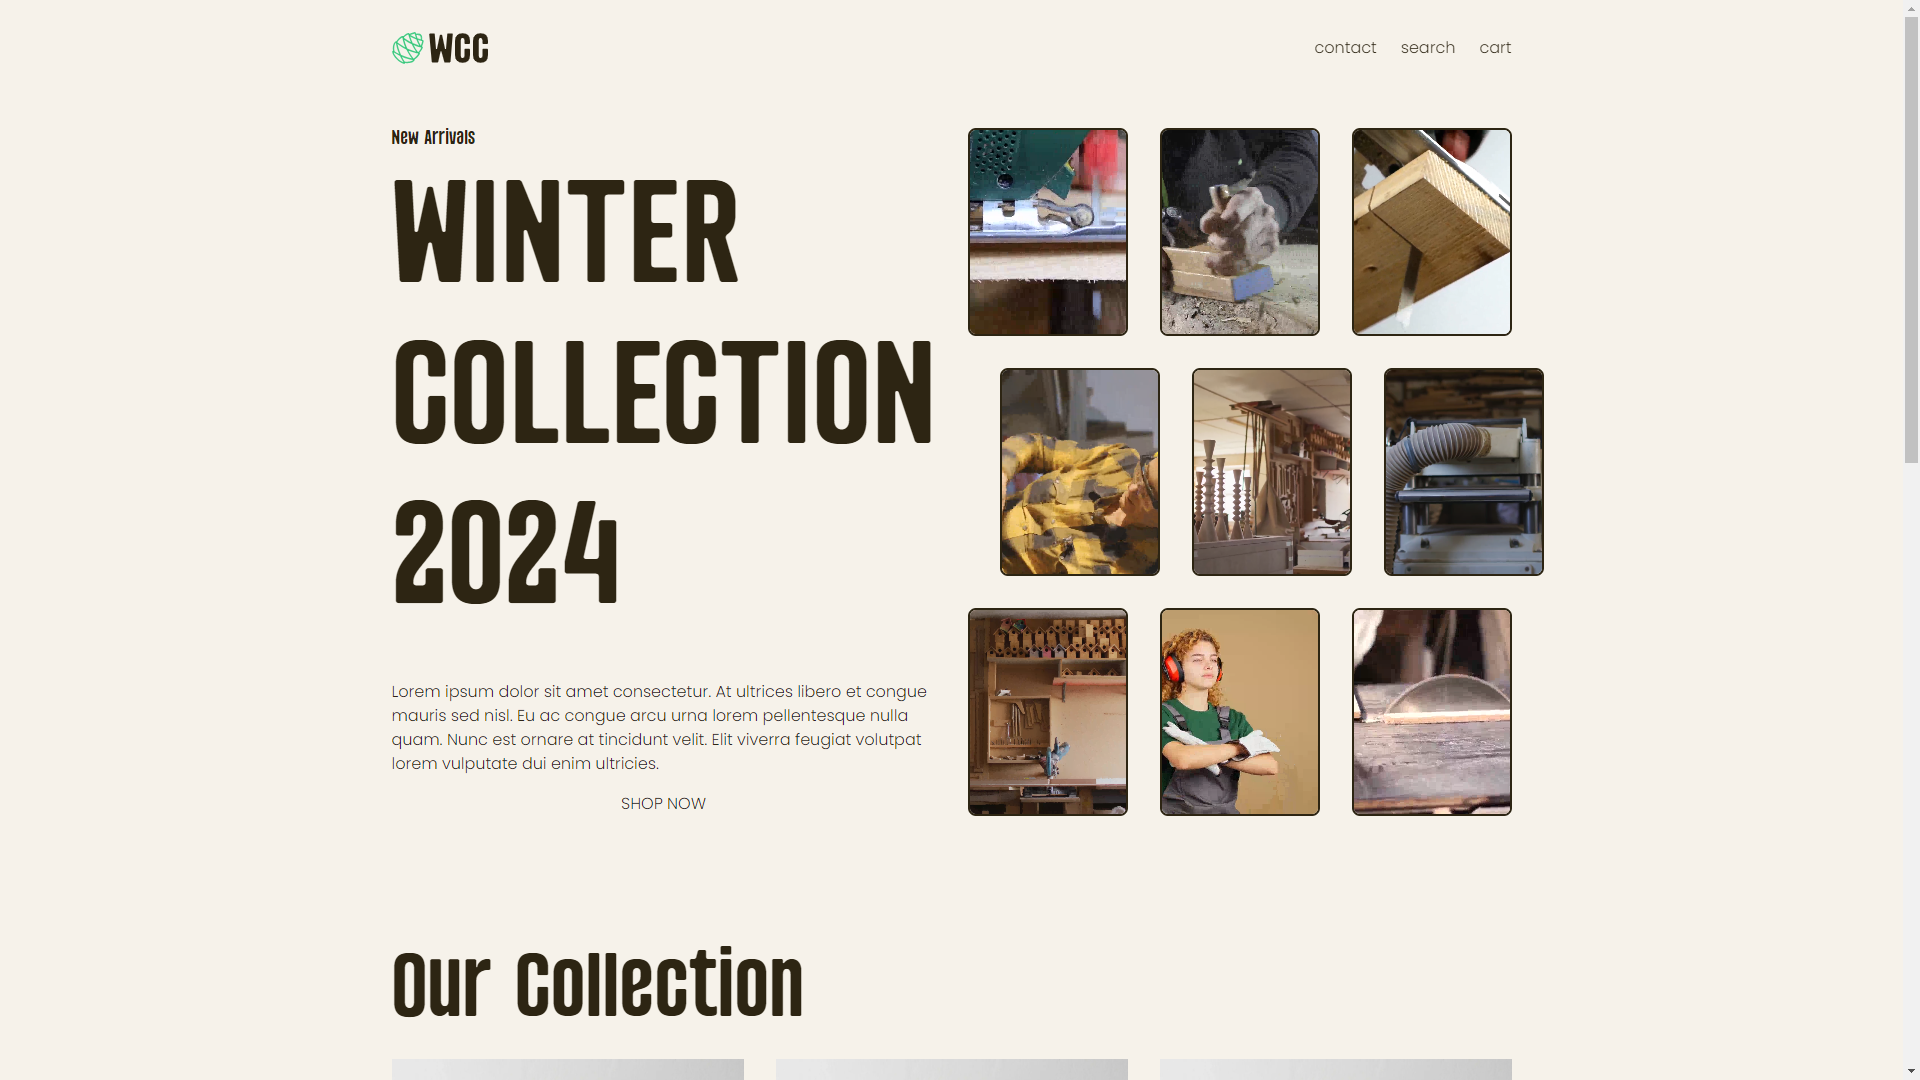 WCC
contact search cart
New Arrivals
WINTER
COLLECTION
2024
Lorem ipsum dolor sit amet consectetur. At ultrices libero et congue
mauris sed nisl. Eu ac congue arcu urna lorem pellentesque nulla
quam. Nunc est ornare at tincidunt velit. Elit viverra feugiat volutpat
lorem vulputate dui enim ultricies.
SHOP NOW
Our Collection